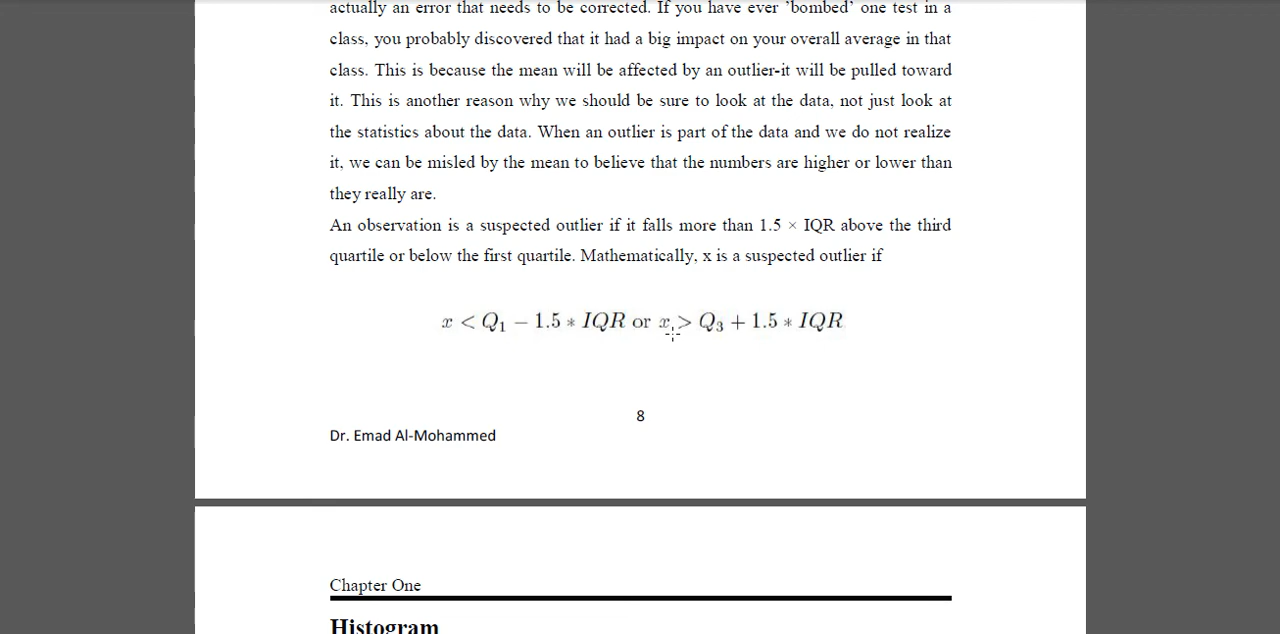 actually an error that needs to be corrected. If you have ever 'bombed' one test in a
class, you probably discovered that it had a big impact on your overall average in that
class. This is because the mean will be affected by an outlier-it will be pulled toward
it. This is another reason why we should be sure to look at the data, not just look at
the statistics about the data. When an outlier is part of the data and we do not realize
it, we can be misled by the mean to believe that the numbers are higher or lower than
they really are.
An observation is a suspected outlier if it falls more than 1.5 × IQR above the third
quartile or below the first quartile. Mathematically, x is a suspected outlier if
x < Q₁ − 1.5 * IQR or x > Q₃ + 1.5 * IQR
8
Dr. Emad Al-Mohammed
Chapter One
Histogram